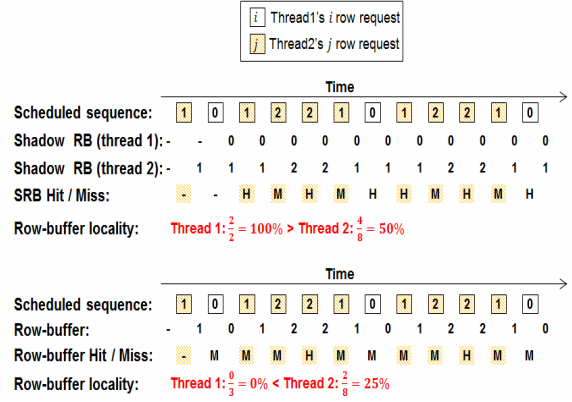 i Thread1's i row request
j Thread2's j row request
Time
Scheduled sequence: 1 0 1 2 2 1 0 1 2 2 1 0
Shadow RB (thread 1):- - 0 0 0 0 0 0 0 0 0 0
Shadow RB (thread 2):- 1 1 1 2 2 1 1 1 2 2 1 1
SRB Hit / Miss: - - H M H M H H M H M H
Row-buffer locality: Thread 1: 2/2 = 100% > Thread 2: 4/8 = 50%
Time
Scheduled sequence: 1 0 1 2 2 1 0 1 2 2 1 0
Row-buffer: - 1 0 1 2 2 1 0 1 2 2 1 0
Row-buffer Hit / Miss: - M M M H M M M M H M M
Row-buffer locality: Thread 1: 0/3 = 0% < Thread 2: 2/8 = 25%